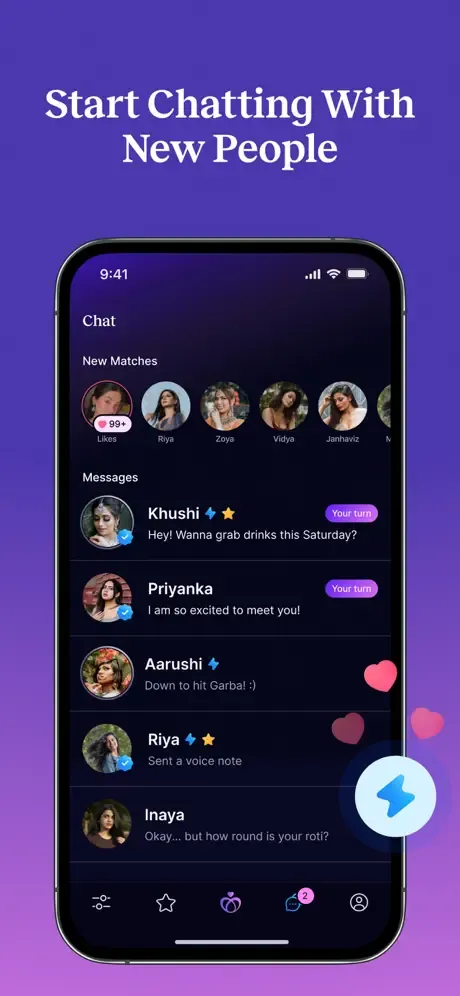 Start Chatting With
New People
9:41
Chat
New Matches
99+
Likes
Riya
Zoya
Vidya
Janhaviz
M
Messages
Khushi
Your turn
Hey! Wanna grab drinks this Saturday?
Priyanka
Your turn
I am so excited to meet you!
Aarushi
Down to hit Garba! :)
Riya
Sent a voice note
Inaya
Okay... but how round is your roti?
2